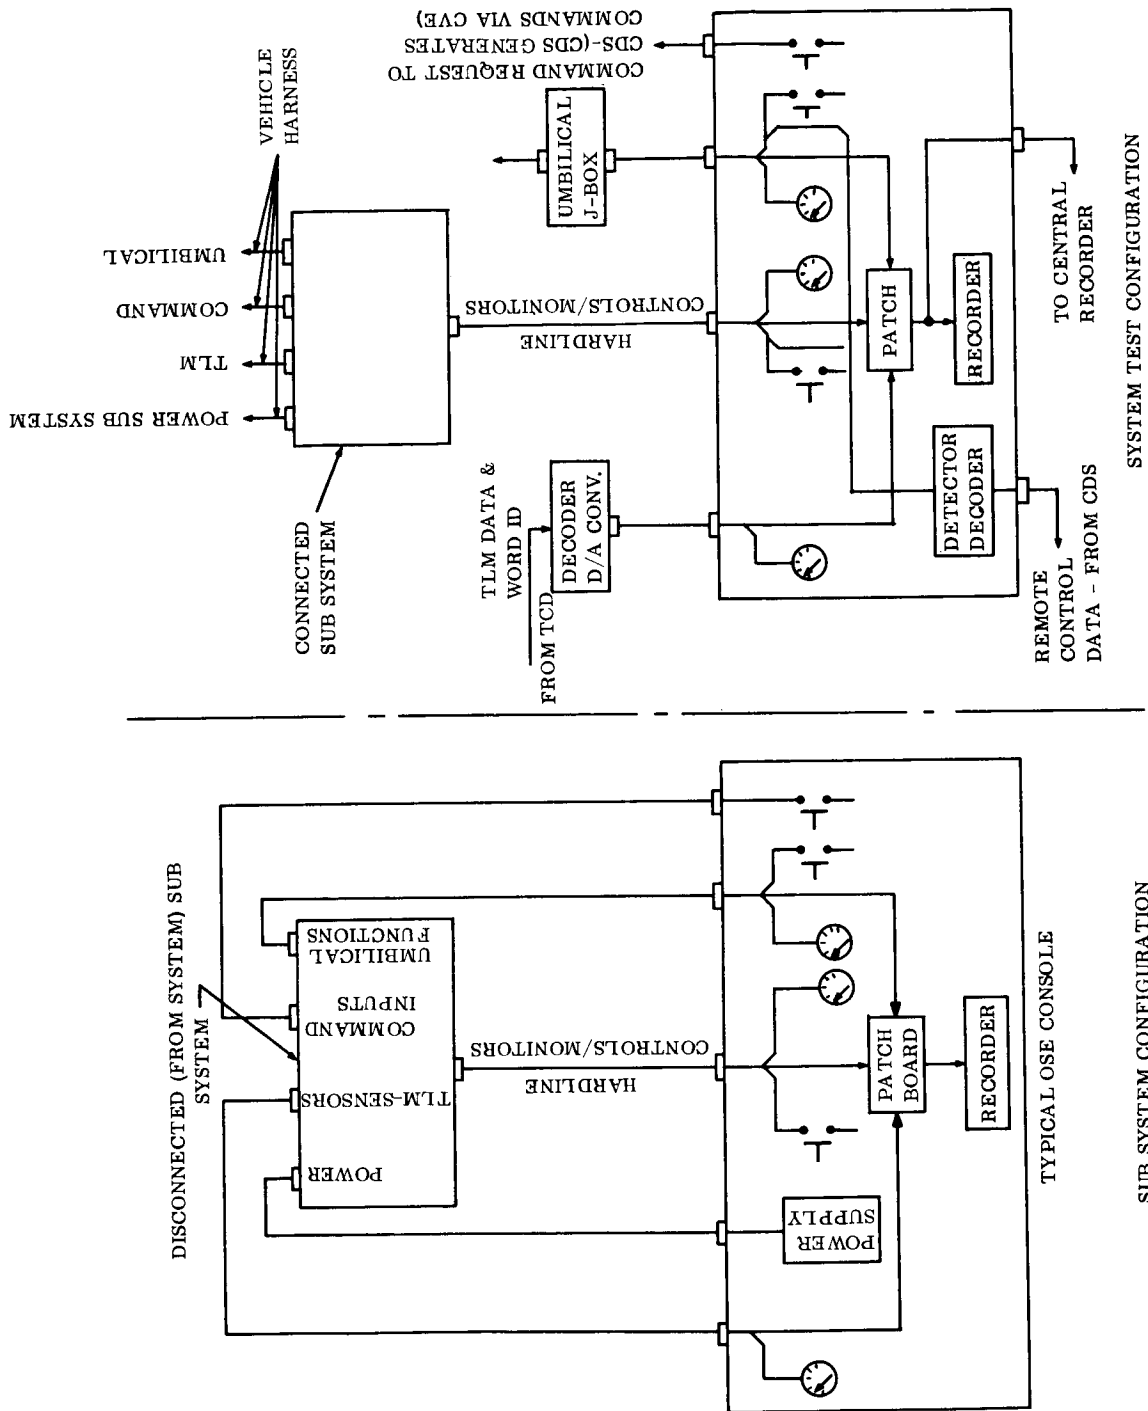 DISCONNECTED (FROM SYSTEM) SUB
SYSTEM
POWER
TLM-SENSORS
COMMAND
INPUTS
UMBILICAL
FUNCTIONS
HARDLINE
CONTROLS/MONITORS
POWER
SUPPLY
PATCH
BOARD
RECORDER
TYPICAL OSE CONSOLE
SUB SYSTEM CONFIGURATION
POWER SUB SYSTEM
TLM
COMMAND
UMBILICAL
VEHICLE
HARNESS
CONNECTED
SUB SYSTEM
HARDLINE
CONTROLS/MONITORS
TLM DATA &
WORD ID
FROM TCD
DECODER
D/A CONV.
UMBILICAL
J-BOX
COMMAND REQUEST TO
CDS-(CDS GENERATES
COMMANDS VIA CVE)
PATCH
RECORDER
DETECTOR
DECODER
REMOTE
CONTROL
DATA - FROM CDS
TO CENTRAL
RECORDER
SYSTEM TEST CONFIGURATION